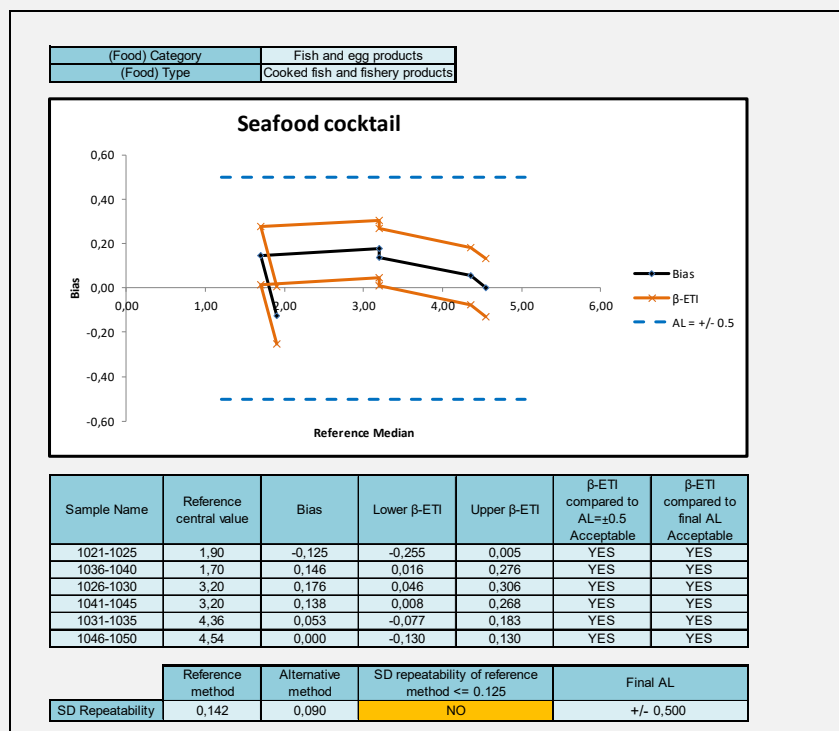 (Food) Category Fish and egg products
(Food) Type Cooked fish and fishery products
Seafood cocktail
0,60
0,40
0,20
0,00
-0,20
-0,40
-0,60
0,00 1,00 2,00 3,00 4,00 5,00 6,00
Bias
Reference Median
Bias
β-ETI
AL = +/- 0.5
Sample Name Reference central value Bias Lower β-ETI Upper β-ETI β-ETI compared to AL=±0.5 Acceptable β-ETI compared to final AL Acceptable
1021-1025 1,90 -0,125 -0,255 0,005 YES YES
1036-1040 1,70 0,146 0,016 0,276 YES YES
1026-1030 3,20 0,176 0,046 0,306 YES YES
1041-1045 3,20 0,138 0,008 0,268 YES YES
1031-1035 4,36 0,053 -0,077 0,183 YES YES
1046-1050 4,54 0,000 -0,130 0,130 YES YES
Reference method Alternative method SD repeatability of reference method <= 0.125 Final AL
SD Repeatability 0,142 0,090 NO +/- 0,500